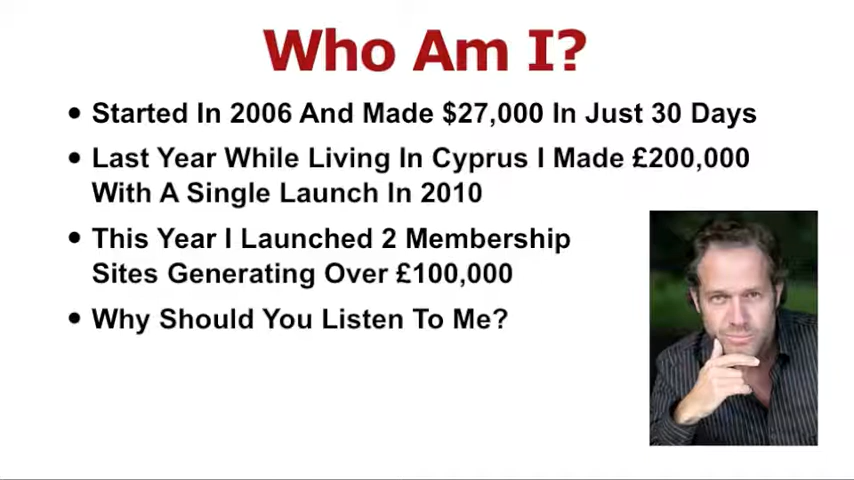 Who Am I?
• Started In 2006 And Made $27,000 In Just 30 Days
• Last Year While Living In Cyprus I Made £200,000
With A Single Launch In 2010
• This Year I Launched 2 Membership
Sites Generating Over £100,000
• Why Should You Listen To Me?